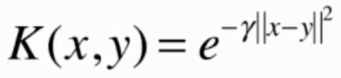 K(x,y) = e^{-γ||x-y||^2}